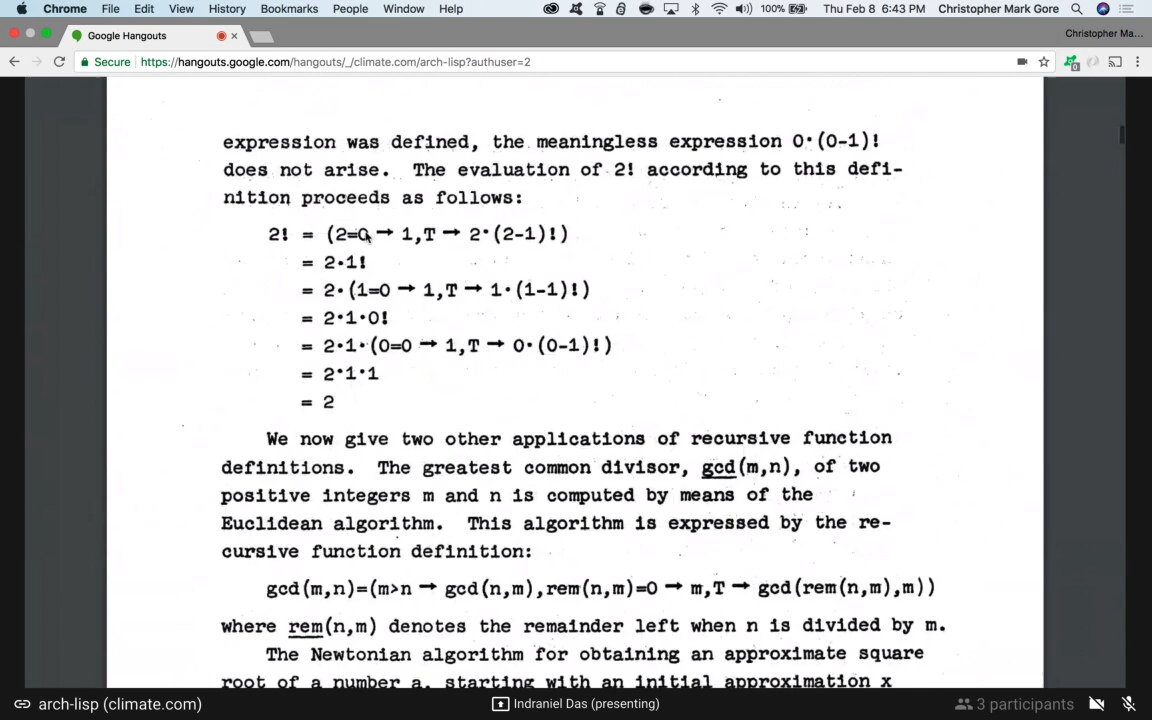 Chrome File Edit View History Bookmarks People Window Help 100% Thu Feb 8 6:43 PM Christopher Mark Gore
Google Hangouts Christopher Ma...
Secure https://hangouts.google.com/hangouts/_/climate.com/arch-lisp?authuser=2
expression was defined, the meaningless expression 0·(0-1)!
does not arise. The evaluation of 2! according to this defi-
nition proceeds as follows:
2! = (2=0 → 1,T → 2·(2-1)!)
= 2·1!
= 2·(1=0 → 1,T → 1·(1-1)!)
= 2·1·0!
= 2·1·(0=0 → 1,T → 0·(0-1)!)
= 2·1·1
= 2
We now give two other applications of recursive function
definitions. The greatest common divisor, gcd(m,n), of two
positive integers m and n is computed by means of the
Euclidean algorithm. This algorithm is expressed by the re-
cursive function definition:
gcd(m,n)=(m>n → gcd(n,m),rem(n,m)=0 → m,T → gcd(rem(n,m),m))
where rem(n,m) denotes the remainder left when n is divided by m.
The Newtonian algorithm for obtaining an approximate square
root of a number a, starting with an initial approximation x
arch-lisp (climate.com) Indraniel Das (presenting) 3 participants